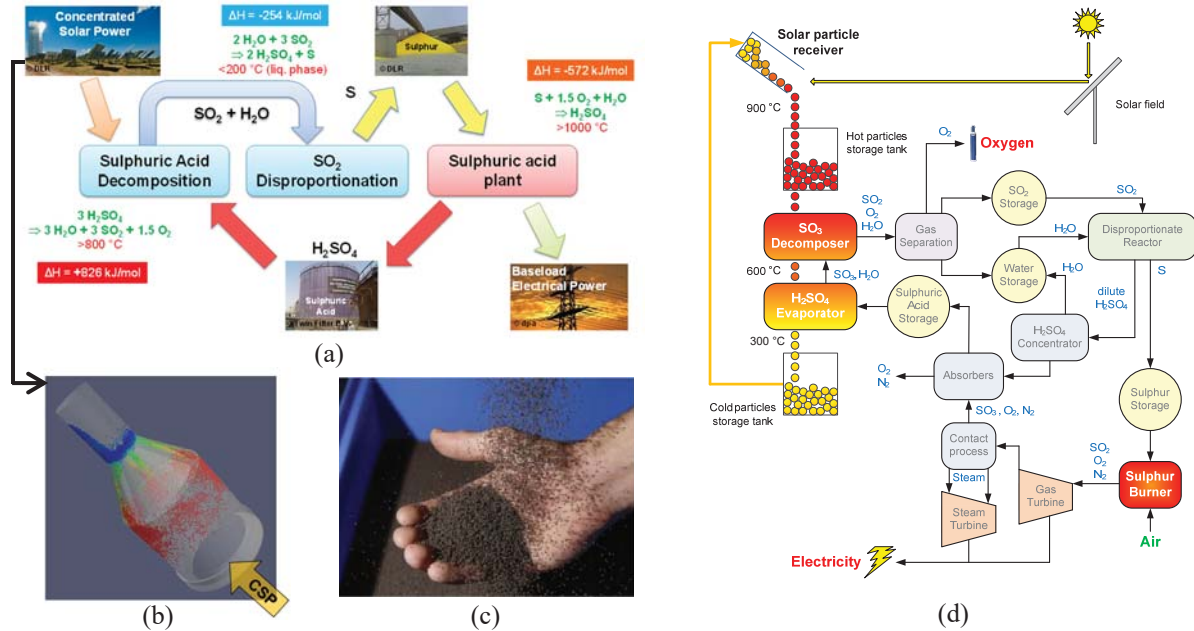 Concentrated
Solar Power
© DLR
ΔH = -254 kJ/mol
2 H₂O + 3 SO₂
⇒ 2 H₂SO₄ + S
<200 °C (liq. phase)
Sulphur
© DLR
ΔH = -572 kJ/mol
S + 1.5 O₂ + H₂O
⇒ H₂SO₄
>1000 °C
S
SO₂ + H₂O
Sulphuric Acid
Decomposition
SO₂
Disproportionation
Sulphuric acid
plant
3 H₂SO₄
⇒ 3 H₂O + 3 SO₂ + 1.5 O₂
>800 °C
ΔH = +826 kJ/mol
H₂SO₄
Sulphuric
Acid
Baseload
Electrical Power
© dpa
(a)
CSP
(b)
(c)
Solar particle
receiver
Solar field
900 °C
Hot particles
storage tank
O₂
Oxygen
SO₂
Storage
SO₂
SO₃
Decomposer
SO₂
O₂
H₂O
Gas
Separation
H₂O
Disproportionate
Reactor
600 °C
SO₃, H₂O
Water
Storage
H₂O
S
dilute
H₂SO₄
H₂SO₄
Evaporator
Sulphuric
Acid
Storage
300 °C
H₂SO₄
Concentrator
O₂
N₂
Absorbers
Cold particles
storage tank
Sulphur
Storage
SO₃ , O₂, N₂
Contact
process
Steam
SO₂
O₂
N₂
Sulphur
Burner
Gas
Turbine
Steam
Turbine
Air
Electricity
(d)